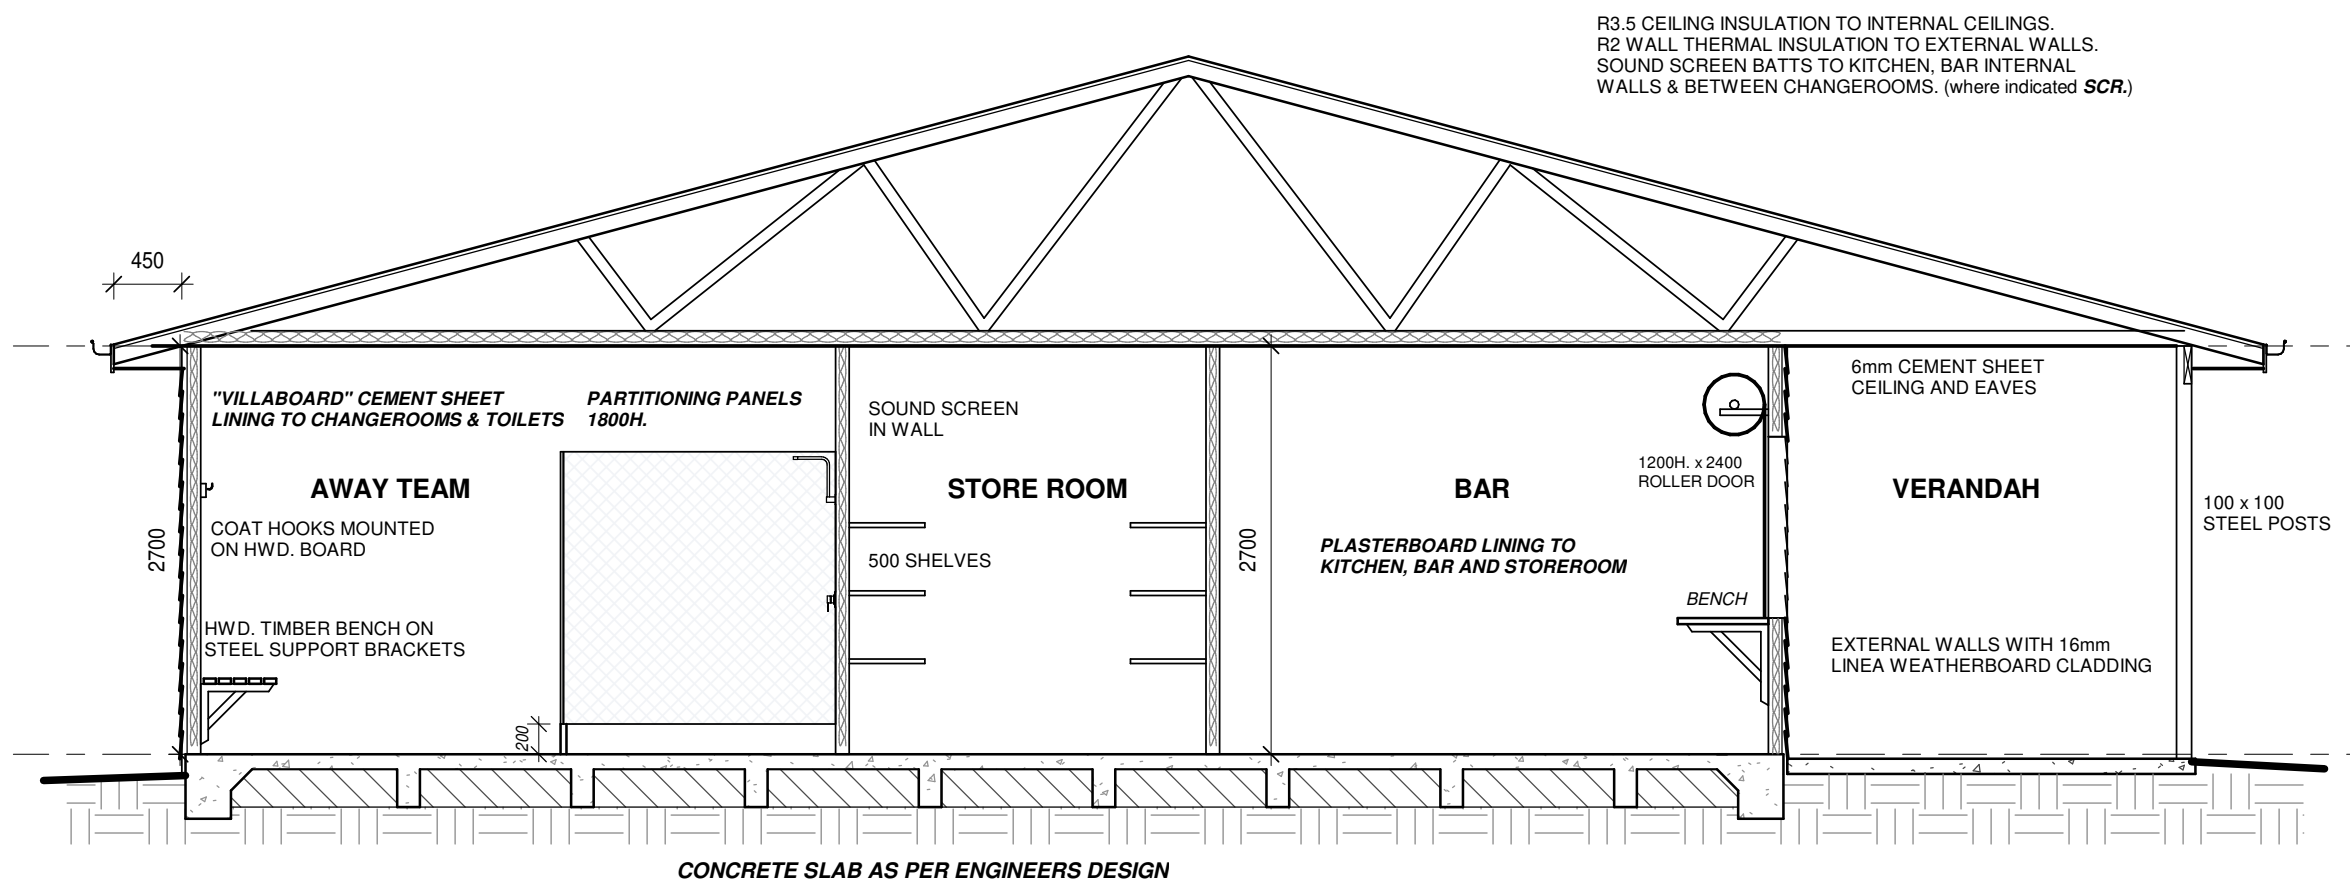 R3.5 CEILING INSULATION TO INTERNAL CEILINGS.
R2 WALL THERMAL INSULATION TO EXTERNAL WALLS.
SOUND SCREEN BATTS TO KITCHEN, BAR INTERNAL
WALLS & BETWEEN CHANGEROOMS. (where indicated SCR.)
450
"VILLABOARD" CEMENT SHEET
LINING TO CHANGEROOMS & TOILETS
PARTITIONING PANELS
1800H.
SOUND SCREEN
IN WALL
6mm CEMENT SHEET
CEILING AND EAVES
1200H. x 2400
ROLLER DOOR
AWAY TEAM
STORE ROOM
BAR
VERANDAH
100 x 100
STEEL POSTS
COAT HOOKS MOUNTED
ON HWD. BOARD
2700
500 SHELVES
2700
PLASTERBOARD LINING TO
KITCHEN, BAR AND STOREROOM
BENCH
HWD. TIMBER BENCH ON
STEEL SUPPORT BRACKETS
EXTERNAL WALLS WITH 16mm
LINEA WEATHERBOARD CLADDING
200
CONCRETE SLAB AS PER ENGINEERS DESIGN